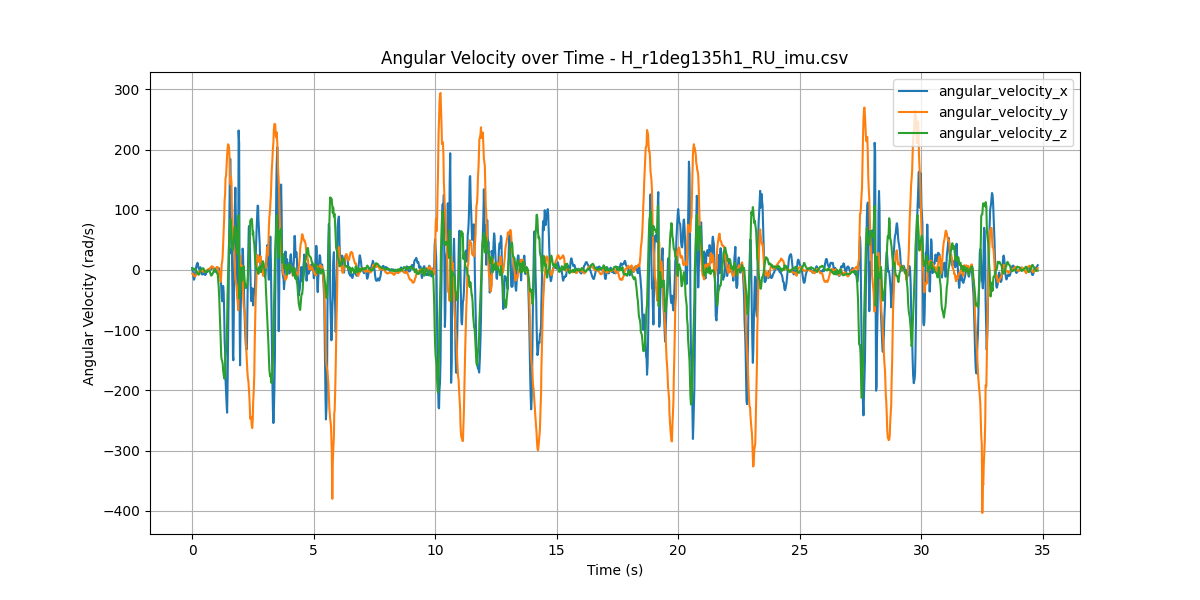 Angular Velocity over Time - H_r1deg135h1_RU_imu.csv
angular_velocity_x
angular_velocity_y
angular_velocity_z
Angular Velocity (rad/s)
300
200
100
0
−100
−200
−300
−400
0 5 10 15 20 25 30 35
Time (s)